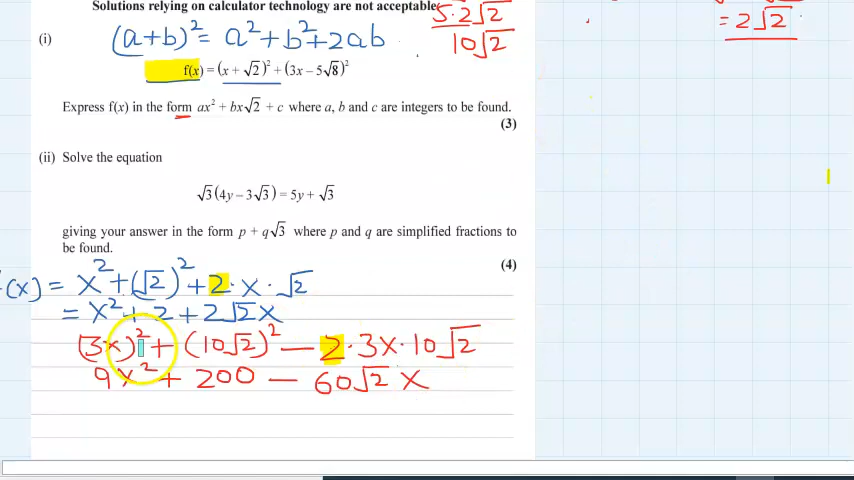 Solutions relying on calculator technology are not acceptable.
5·2√2
10√2
= 2√2
(i)
(a+b)² = a² + b² + 2ab
f(x) = (x + √2)² + (3x – 5√8)²
Express f(x) in the form ax² + bx√2 + c where a, b and c are integers to be found.
(3)
(ii) Solve the equation
√3(4y – 3√3) = 5y + √3
giving your answer in the form p + q√3 where p and q are simplified fractions to
be found.
(4)
(x) = x² + (√2)² + 2·x·√2
= x² + 2 + 2√2x
(3x)² + (10√2)² – 2·3x·10√2
9x² + 200 – 60√2 x